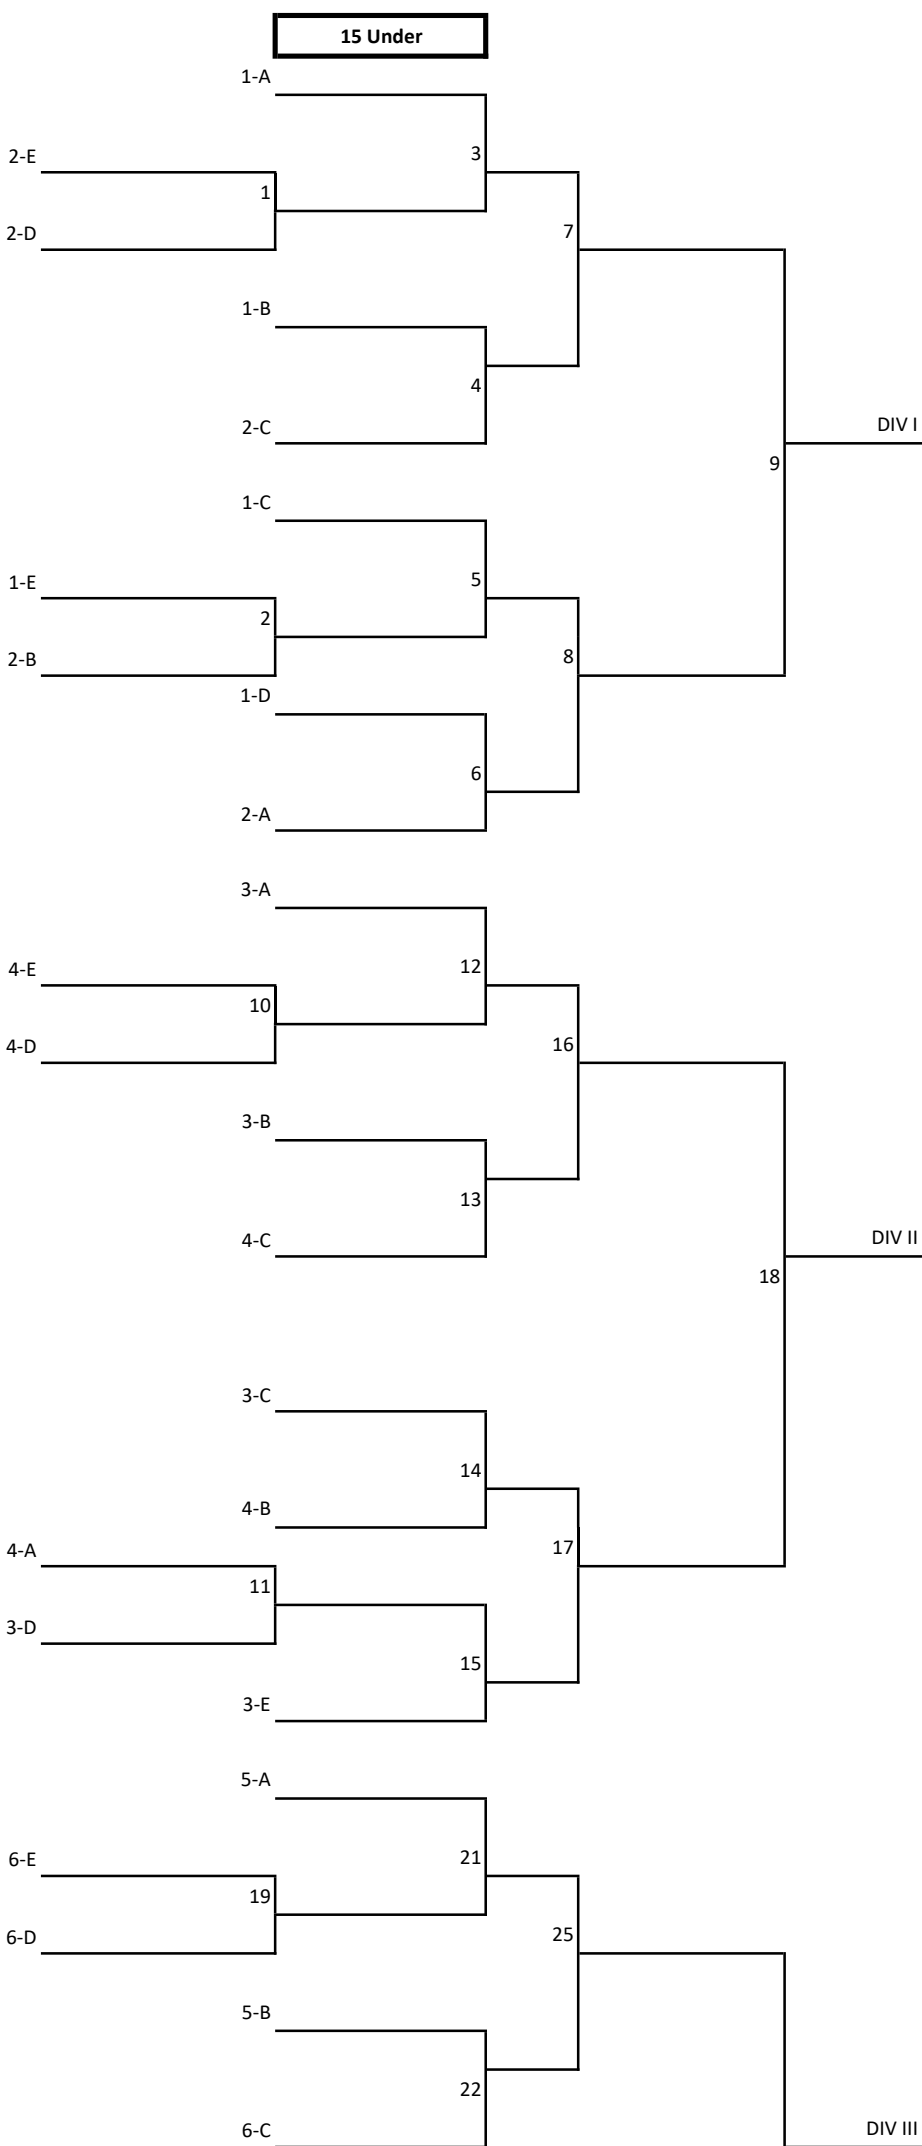 15 Under
1-A
3
2-E
1
2-D
7
1-B
4
2-C
DIV I
9
1-C
5
1-E
2
2-B
8
1-D
6
2-A
3-A
12
4-E
10
4-D
16
3-B
13
4-C
DIV II
18
3-C
14
4-B
17
4-A
11
3-D
15
3-E
5-A
21
6-E
19
6-D
25
5-B
22
6-C
DIV III